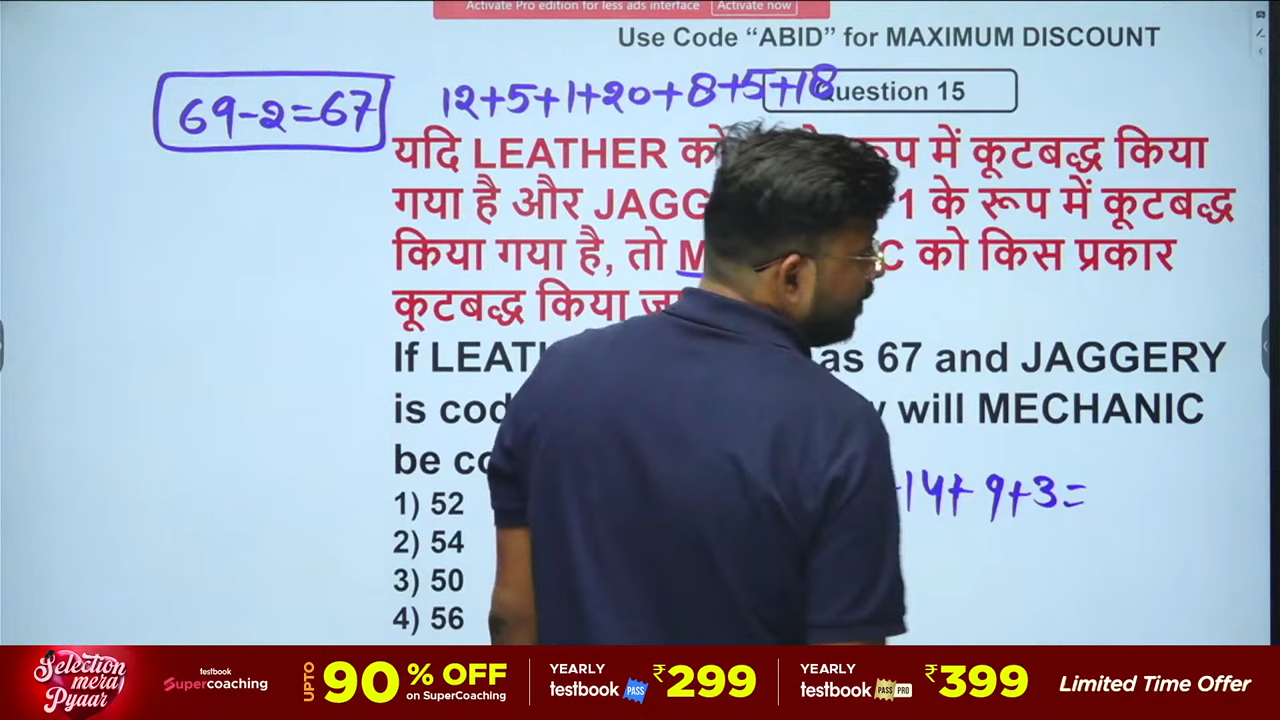 Activate Pro edition for less ads interface Activate now
Use Code “ABID” for MAXIMUM DISCOUNT
69-2=67
12+5+1+20+8+5+18
Question 15
यदि LEATHER को रूप में कूटबद्ध किया
गया है और JAGG 1 के रूप में कूटबद्ध
किया गया है, तो M C को किस प्रकार
कूटबद्ध किया
If LEAT as 67 and JAGGERY
is cod will MECHANIC
be co
14+9+3=
1) 52
2) 54
3) 50
4) 56
Selection mera Pyaar
testbook
Supercoaching
UPTO 90% OFF on SuperCoaching
YEARLY testbook PASS ₹299
YEARLY testbook PASS PRO ₹399
Limited Time Offer